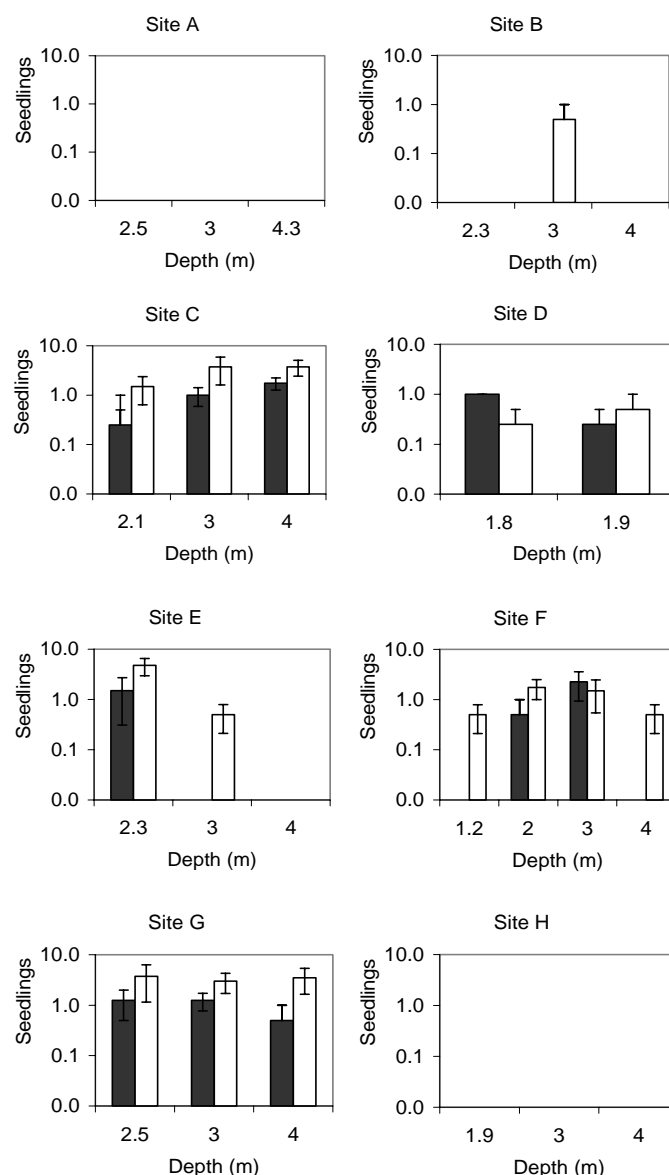 Site A
Seedlings
10.0
1.0
0.1
0.0
2.5 3 4.3
Depth (m)
Site B
Seedlings
10.0
1.0
0.1
0.0
2.3 3 4
Depth (m)
Site C
Seedlings
10.0
1.0
0.1
0.0
2.1 3 4
Depth (m)
Site D
Seedlings
10.0
1.0
0.1
0.0
1.8 1.9
Depth (m)
Site E
Seedlings
10.0
1.0
0.1
0.0
2.3 3 4
Depth (m)
Site F
Seedlings
10.0
1.0
0.1
0.0
1.2 2 3 4
Depth (m)
Site G
Seedlings
10.0
1.0
0.1
0.0
2.5 3 4
Depth (m)
Site H
Seedlings
10.0
1.0
0.1
0.0
1.9 3 4
Depth (m)